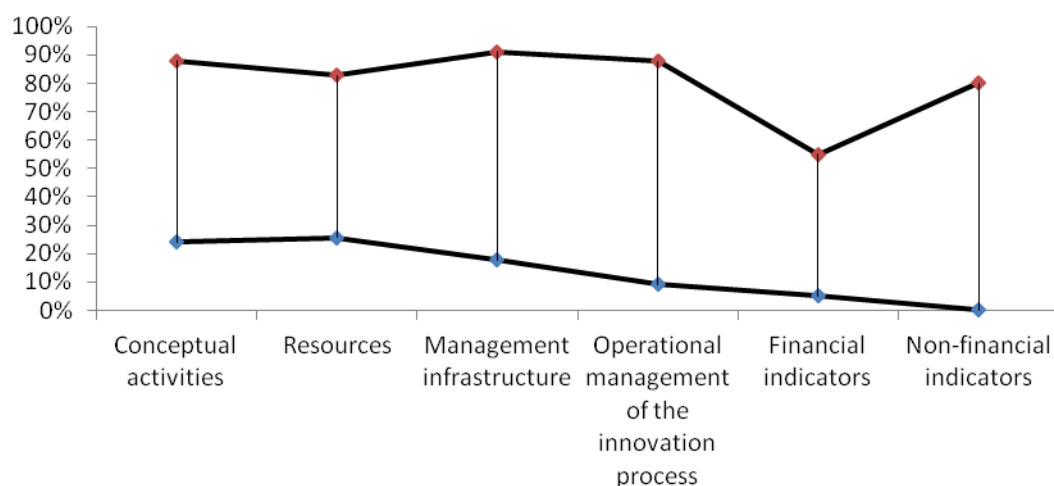 100%
90%
80%
70%
60%
50%
40%
30%
20%
10%
0%
Conceptual
activities
Resources
Management
infrastructure
Operational
management
of the
innovation
process
Financial
indicators
Non-financial
indicators